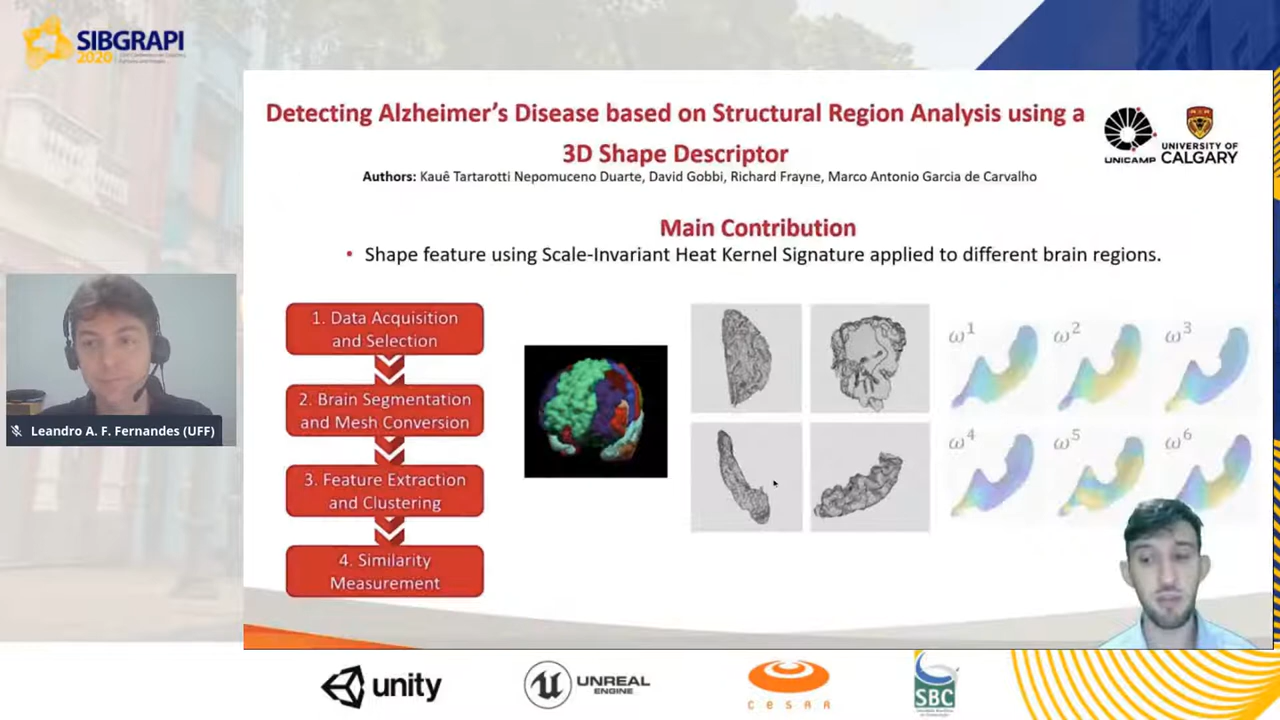 SIBGRAPI
2020
Detecting Alzheimer's Disease based on Structural Region Analysis using a
3D Shape Descriptor
Authors: Kauê Tartarotti Nepomuceno Duarte, David Gobbi, Richard Frayne, Marco Antonio Garcia de Carvalho
UNICAMP
UNIVERSITY OF
CALGARY
Main Contribution
• Shape feature using Scale-Invariant Heat Kernel Signature applied to different brain regions.
1. Data Acquisition
and Selection
2. Brain Segmentation
and Mesh Conversion
3. Feature Extraction
and Clustering
4. Similarity
Measurement
ω¹ ω² ω³
ω⁴ ω⁵ ω⁶
Leandro A. F. Fernandes (UFF)
unity
UNREAL
ENGINE
CESAR
SBC